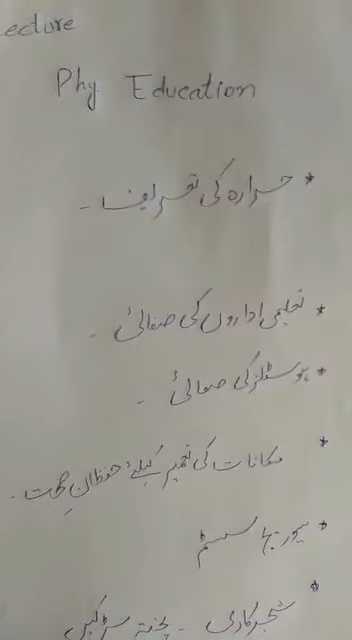 ecture
Phy. Education
* حرارہ کی تعریف ۔
* تعلیمی اداروں کی صفائی ۔
* ہوسٹلز کی صفائی ۔
* مکانات کی تعمیر کیلئے حفظانِ صحت ۔
* سیوریج سسٹم
* شجرکاری ۔ پختہ سڑکیں